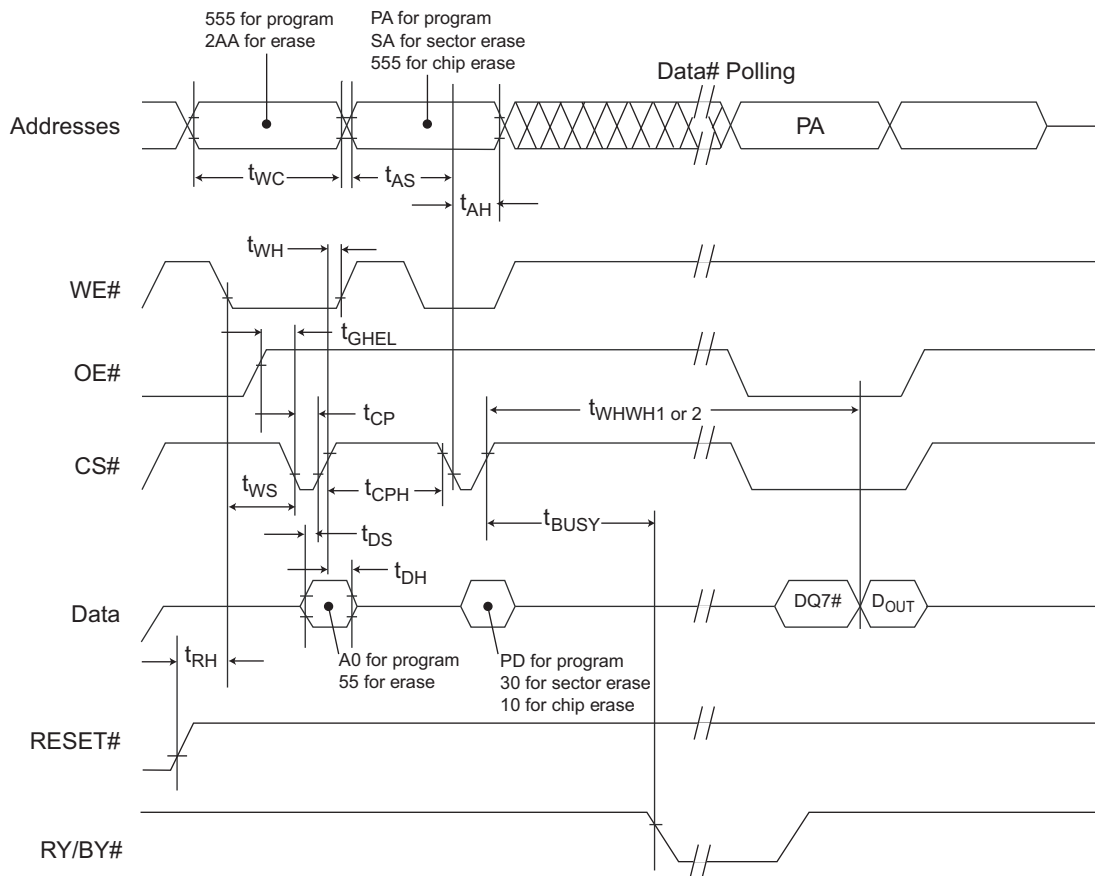 555 for program
2AA for erase
PA for program
SA for sector erase
555 for chip erase
Data# Polling
Addresses
PA
tWC
tAS
tAH
tWH
WE#
tGHEL
OE#
tCP
tWHWH1 or 2
CS#
tWS
tCPH
tBUSY
tDS
tDH
Data
DQ7#
DOUT
tRH
A0 for program
55 for erase
PD for program
30 for sector erase
10 for chip erase
RESET#
RY/BY#